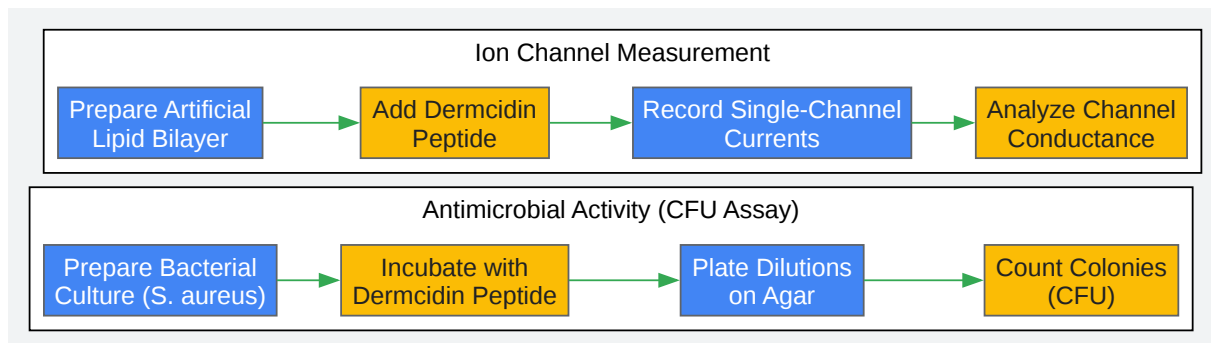 Ion Channel Measurement
Prepare Artificial
Lipid Bilayer
Add Dermcidin
Peptide
Record Single-Channel
Currents
Analyze Channel
Conductance
Antimicrobial Activity (CFU Assay)
Prepare Bacterial
Culture (S. aureus)
Incubate with
Dermcidin Peptide
Plate Dilutions
on Agar
Count Colonies
(CFU)